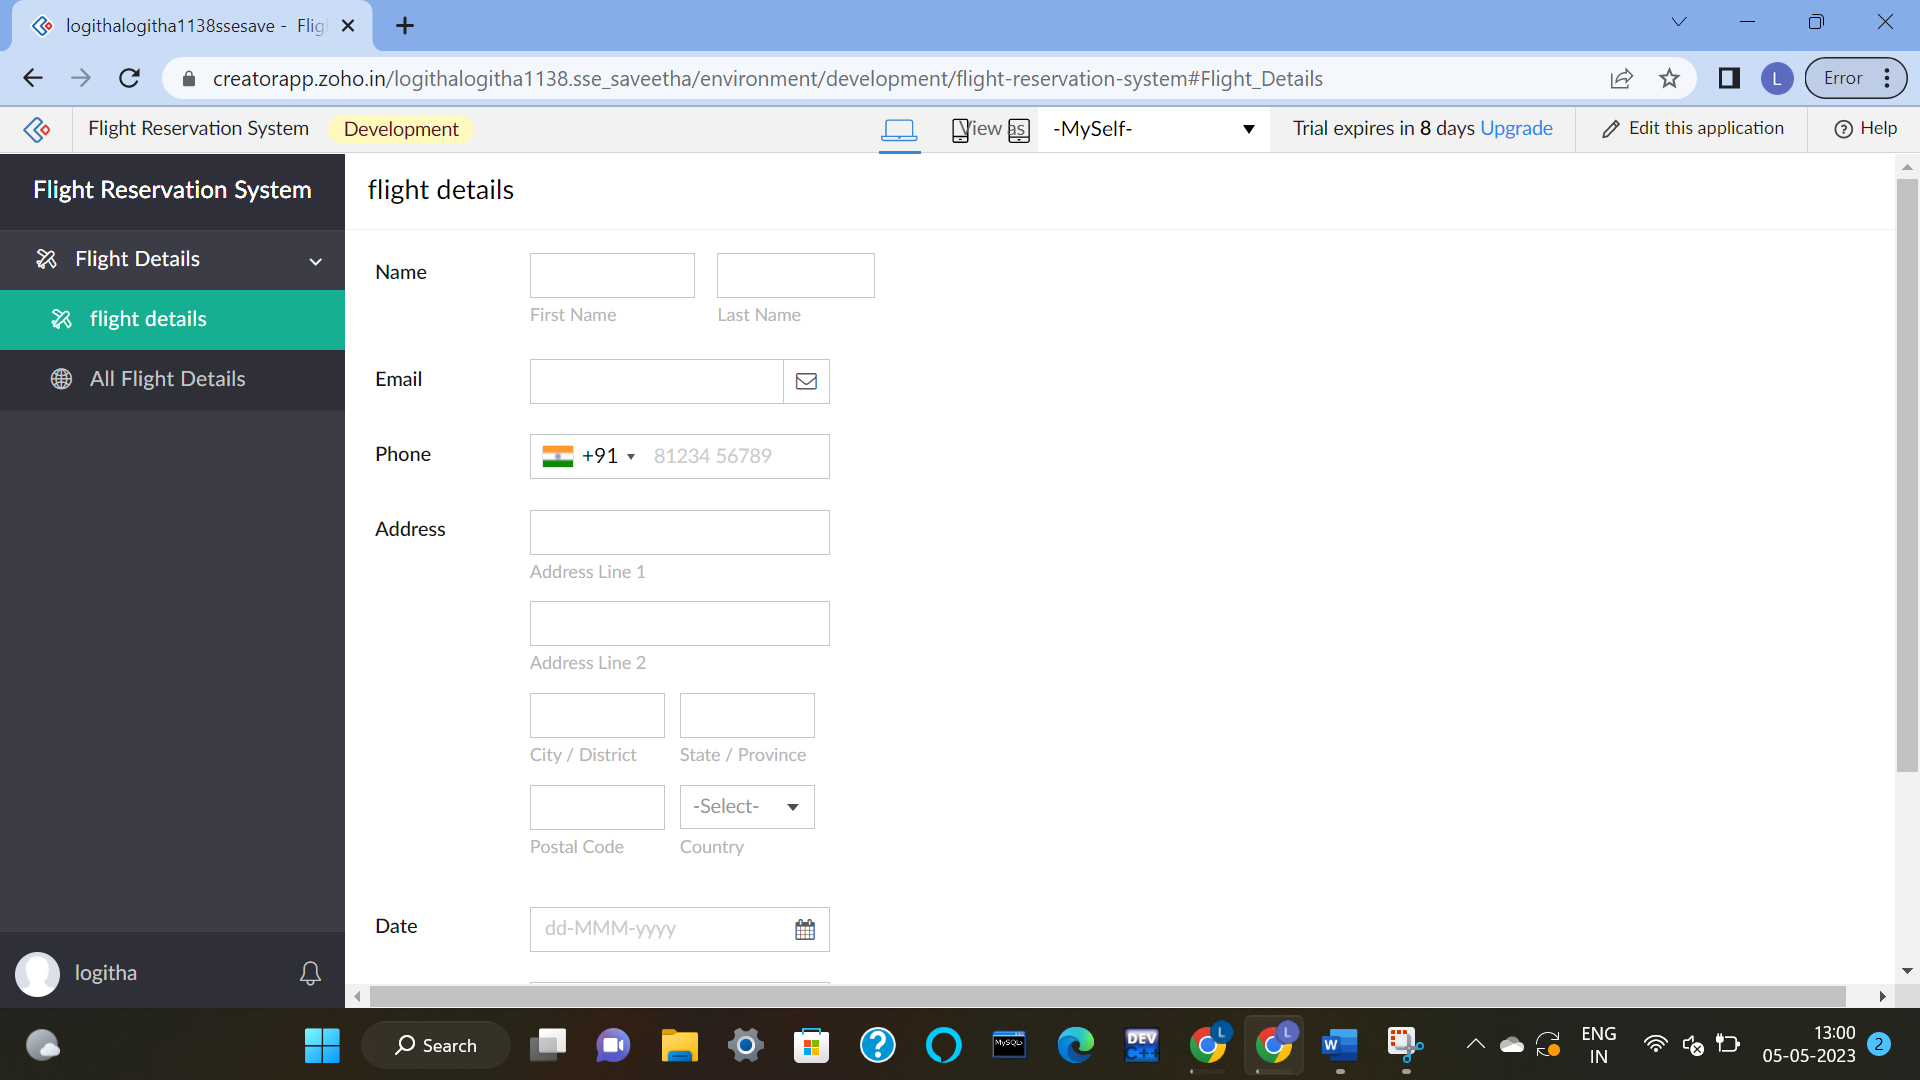 logithalogitha1138ssesave - Flig
creatorapp.zoho.in/logithalogitha1138.sse_saveetha/environment/development/flight-reservation-system#Flight_Details
L
Error
Flight Reservation System
Development
View as
-MySelf-
Trial expires in 8 days Upgrade
Edit this application
Help
Flight Reservation System
Flight Details
flight details
All Flight Details
logitha
flight details
Name
First Name
Last Name
Email
Phone
+91
81234 56789
Address
Address Line 1
Address Line 2
City / District
State / Province
Postal Code
-Select-
Country
Date
dd-MMM-yyyy
Search
MySQL
DEV
C++
L
L
W
ENG
IN
13:00
05-05-2023
2